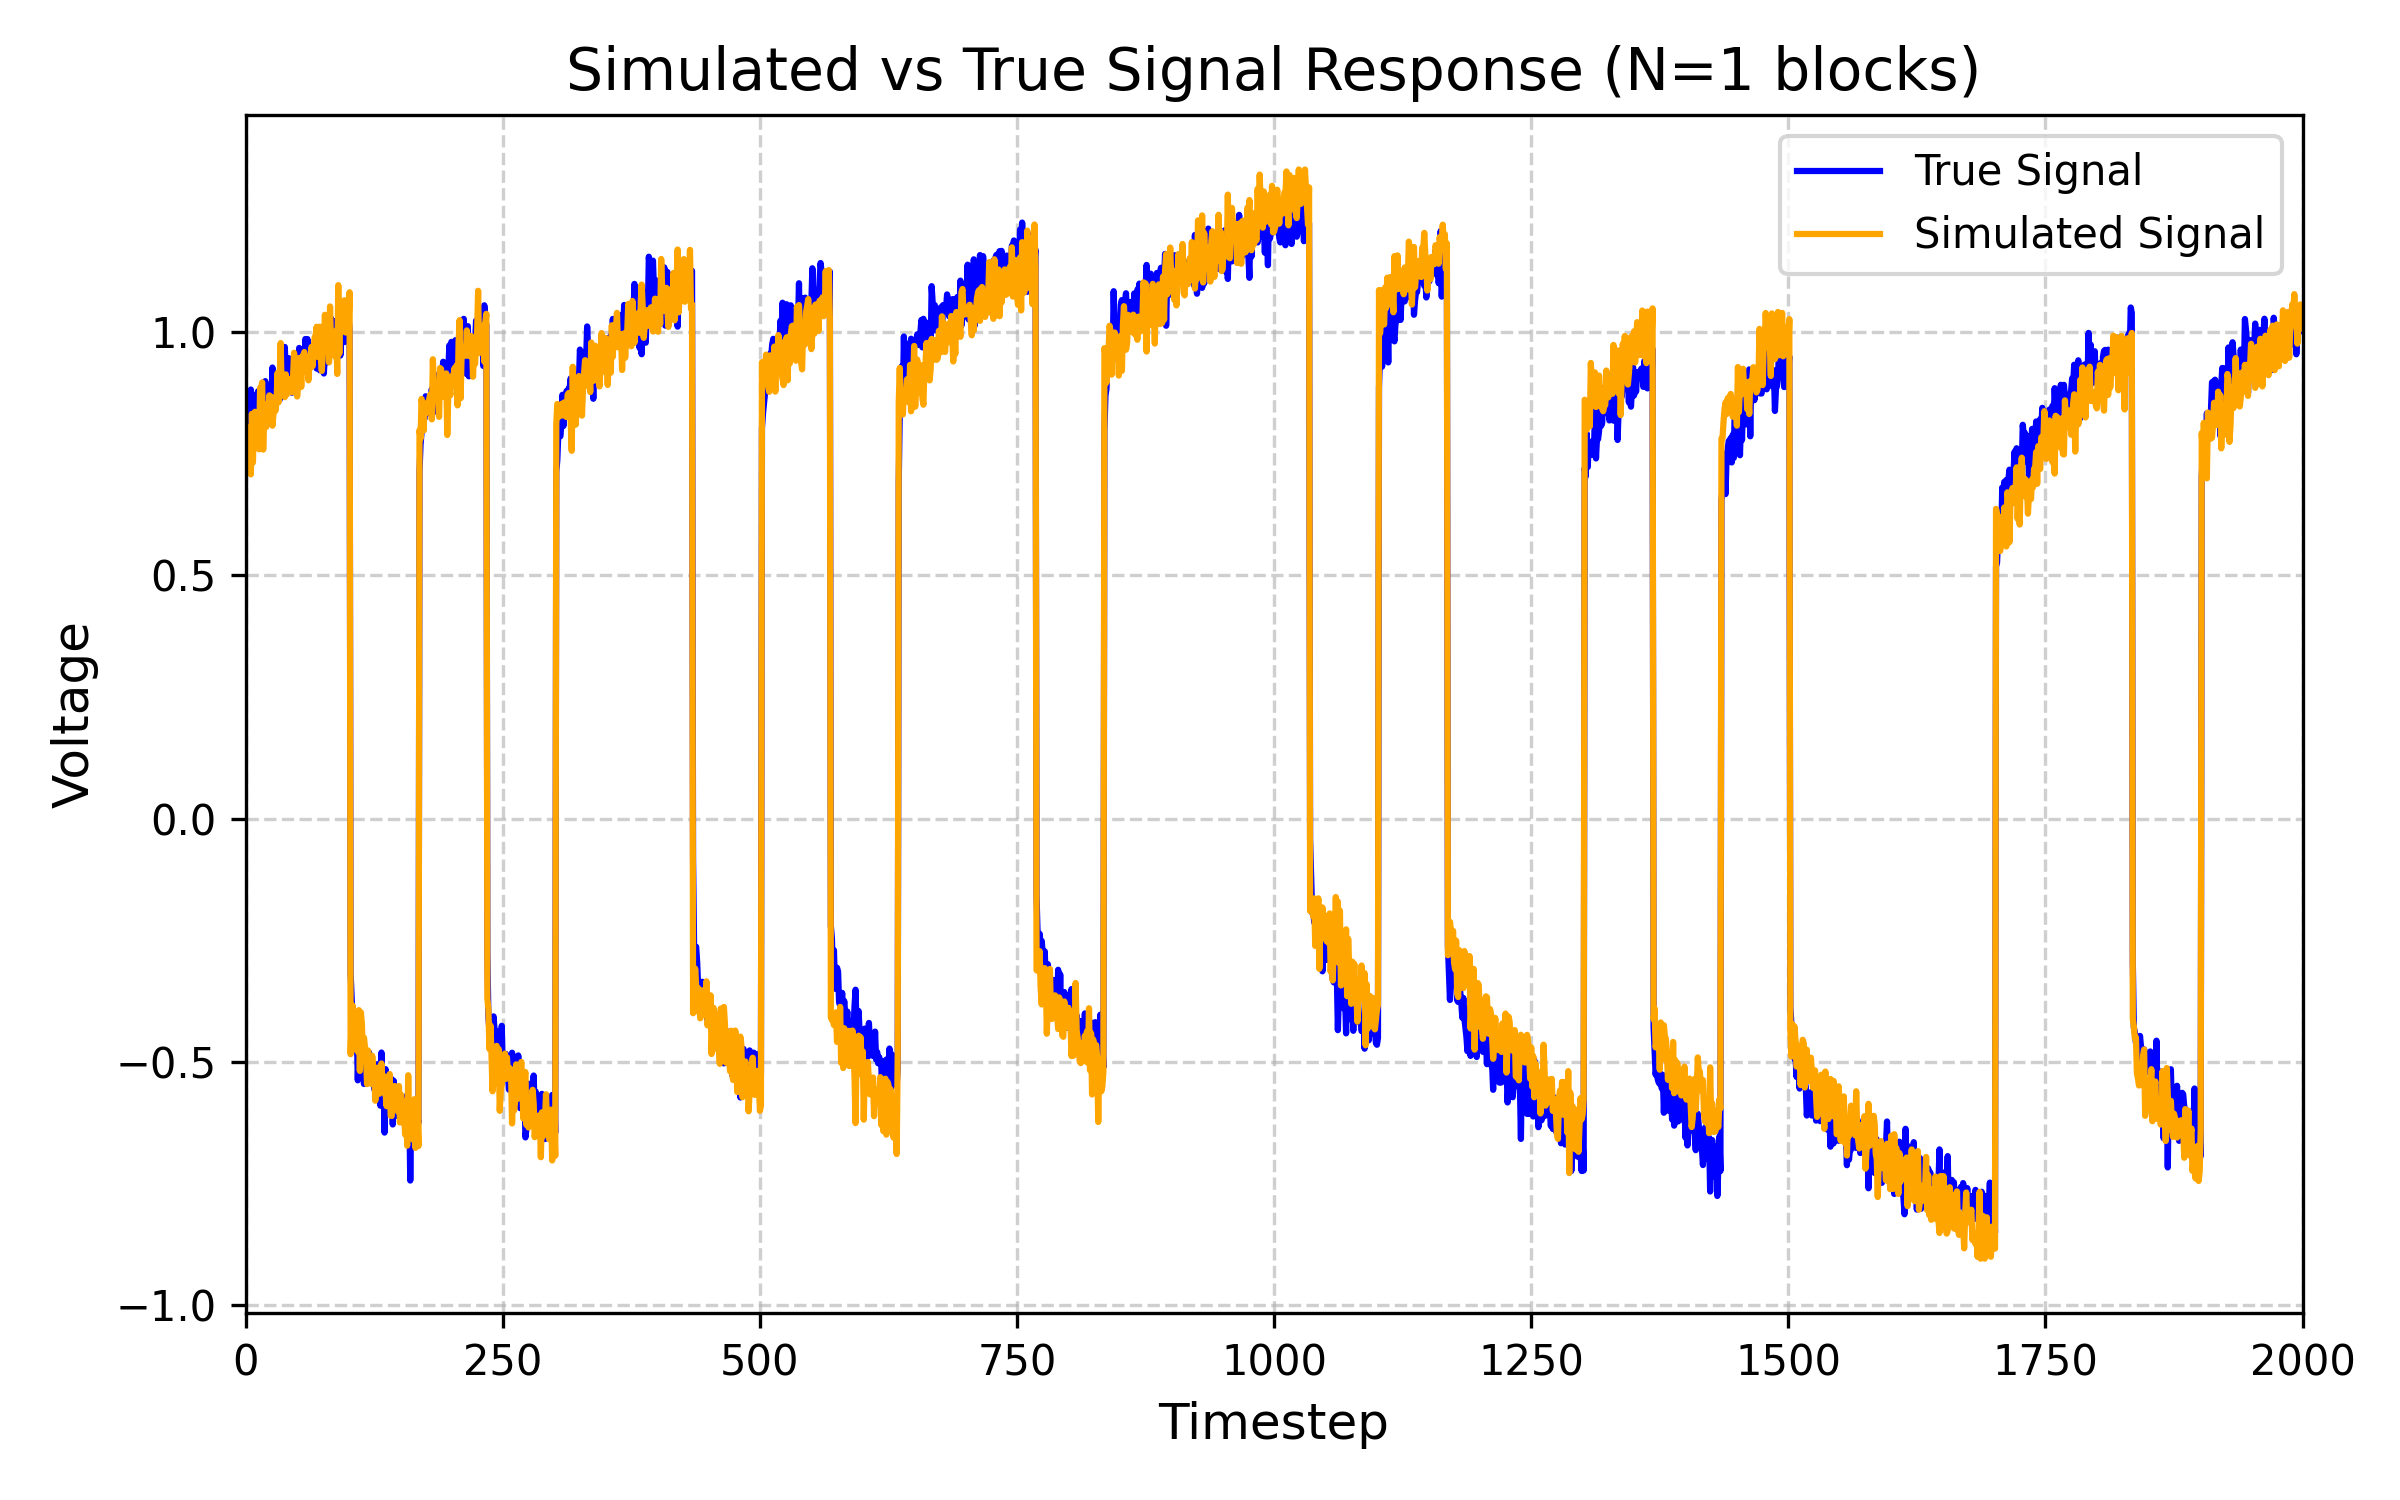 Simulated vs True Signal Response (N=1 blocks)
True Signal
Simulated Signal
Voltage
1.0
0.5
0.0
−0.5
−1.0
0 250 500 750 1000 1250 1500 1750 2000
Timestep